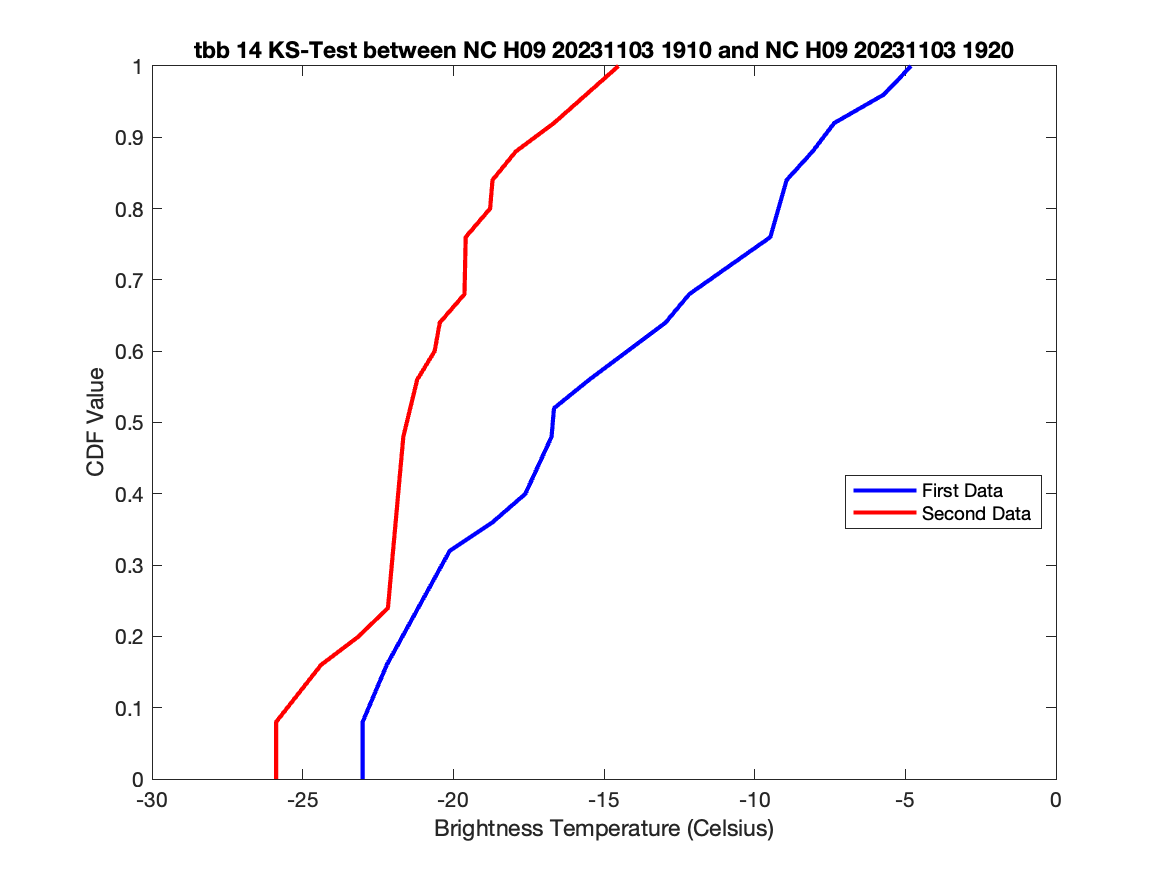 tbb 14 KS-Test between NC H09 20231103 1910 and NC H09 20231103 1920
1
0.9
0.8
0.7
0.6
0.5
0.4
0.3
0.2
0.1
0
CDF Value
First Data
Second Data
-30 -25 -20 -15 -10 -5 0
Brightness Temperature (Celsius)